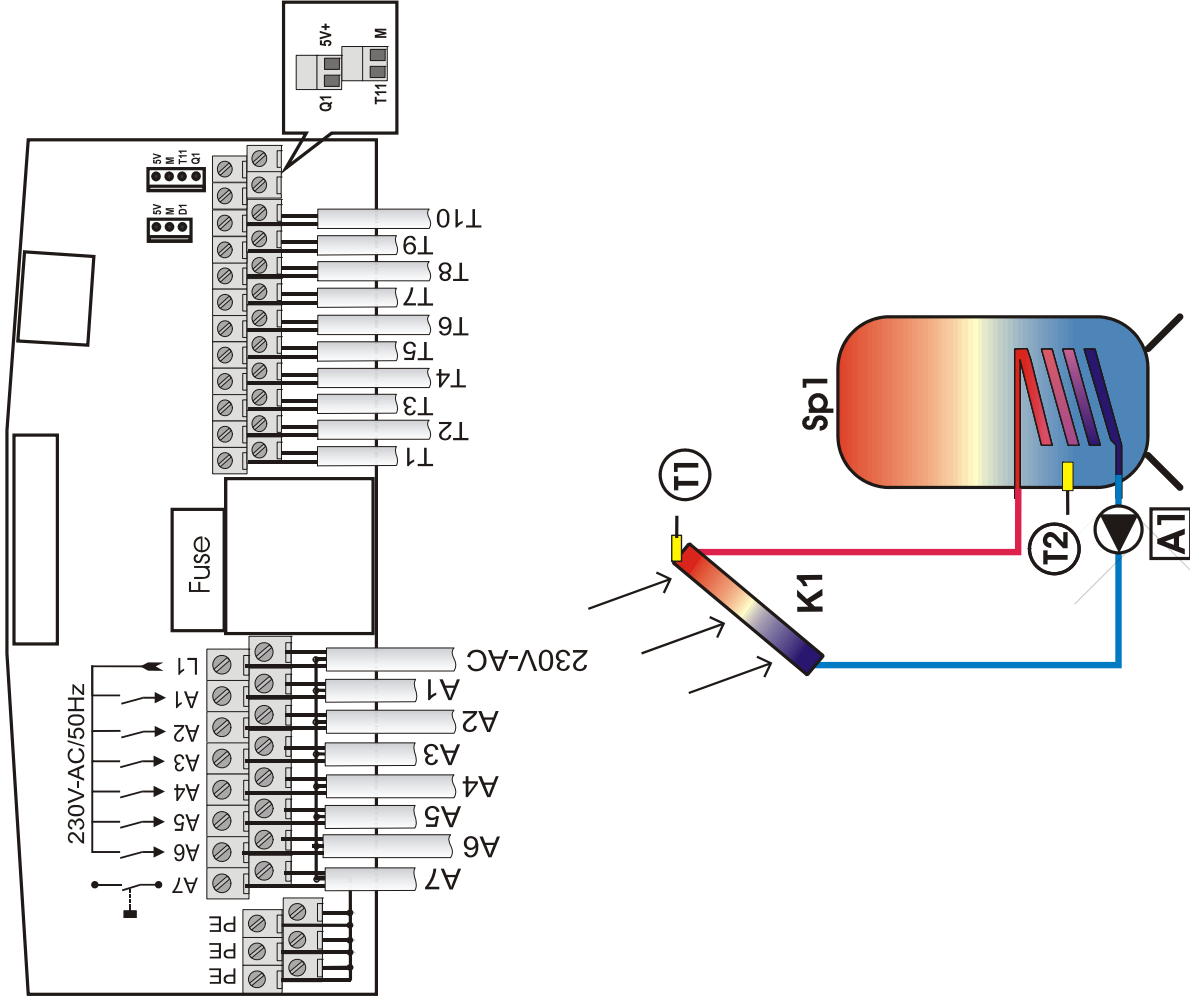 Q1
5V+
T11
M
5V
M
T11
Q1
5V
M
D1
T10
T9
T8
T7
T6
T5
T4
T3
T2
T1
Fuse
230V-AC/50Hz
L1
A1
A2
A3
A4
A5
A6
A7
230V-AC
A1
A2
A3
A4
A5
A6
A7
PE
PE
PE
T1
K1
Sp1
T2
A1